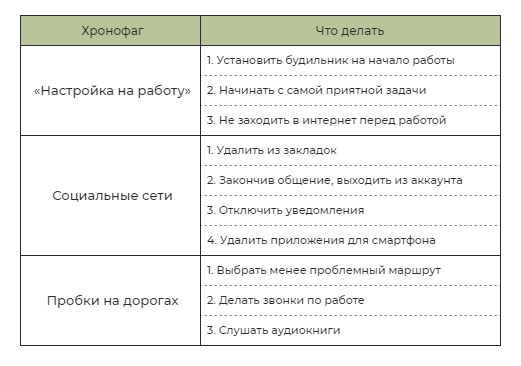 Хронофаг
Что делать
«Настройка на работу»
1. Установить будильник на начало работы
2. Начинать с самой приятной задачи
3. Не заходить в интернет перед работой
Социальные сети
1. Удалить из закладок
2. Закончив общение, выходить из аккаунта
3. Отключить уведомления
4. Удалить приложения для смартфона
Пробки на дорогах
1. Выбрать менее проблемный маршрут
2. Делать звонки по работе
3. Слушать аудиокниги